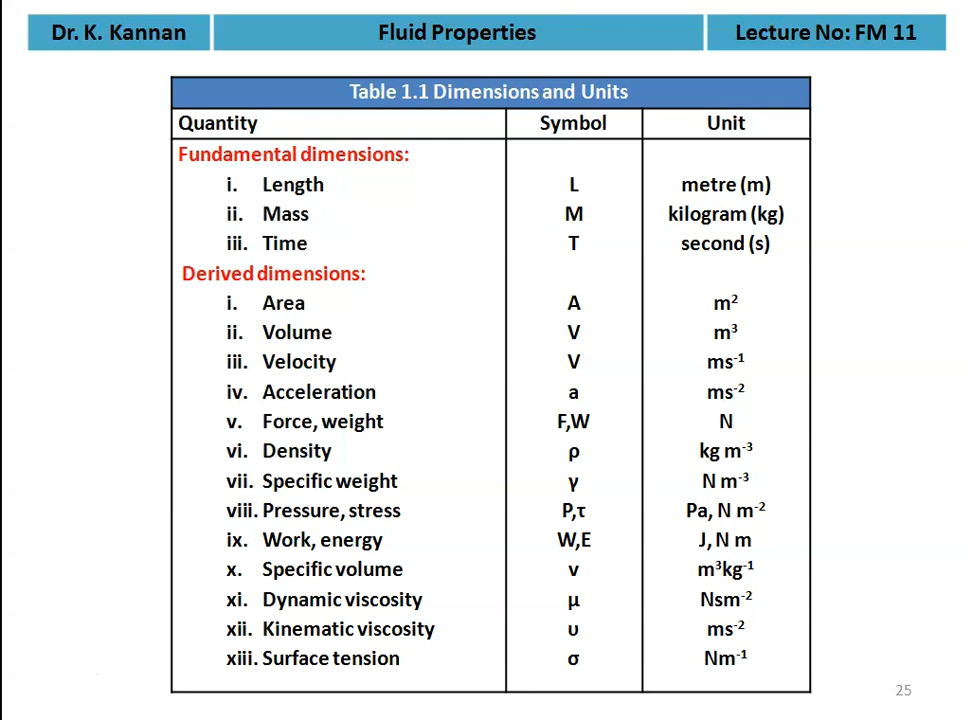 Dr. K. Kannan Fluid Properties Lecture No: FM 11
Table 1.1 Dimensions and Units
Quantity Symbol Unit
Fundamental dimensions:
i. Length L metre (m)
ii. Mass M kilogram (kg)
iii. Time T second (s)
Derived dimensions:
i. Area A m²
ii. Volume V m³
iii. Velocity V ms⁻¹
iv. Acceleration a ms⁻²
v. Force, weight F,W N
vi. Density ρ kg m⁻³
vii. Specific weight γ N m⁻³
viii. Pressure, stress P,τ Pa, N m⁻²
ix. Work, energy W,E J, N m
x. Specific volume v m³kg⁻¹
xi. Dynamic viscosity μ Nsm⁻²
xii. Kinematic viscosity υ ms⁻²
xiii. Surface tension σ Nm⁻¹
25